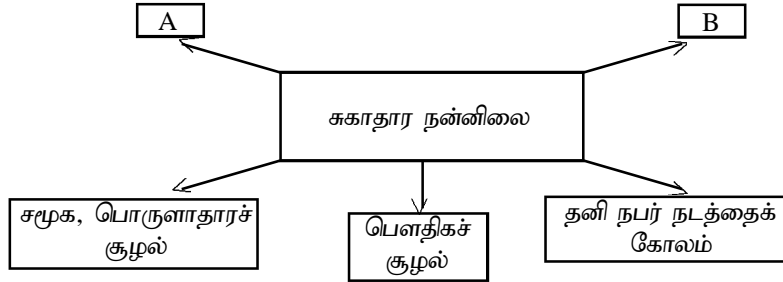 A
B
சுகாதார நன்னிலை
சமூக, பொருளாதாரச்
சூழல்
பௌதிகச்
சூழல்
தனி நபர் நடத்தைக்
கோலம்